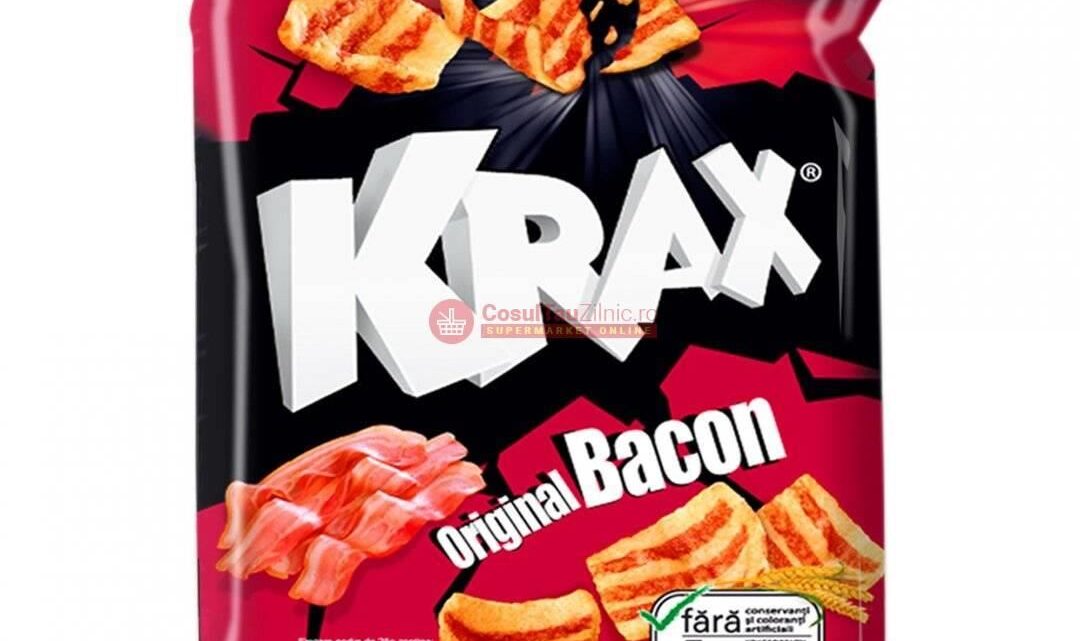 KRAX®
CosulTauZilnic.ro
SUPERMARKET ONLINE
Original Bacon
fără conservanți
și coloranți
artificiali